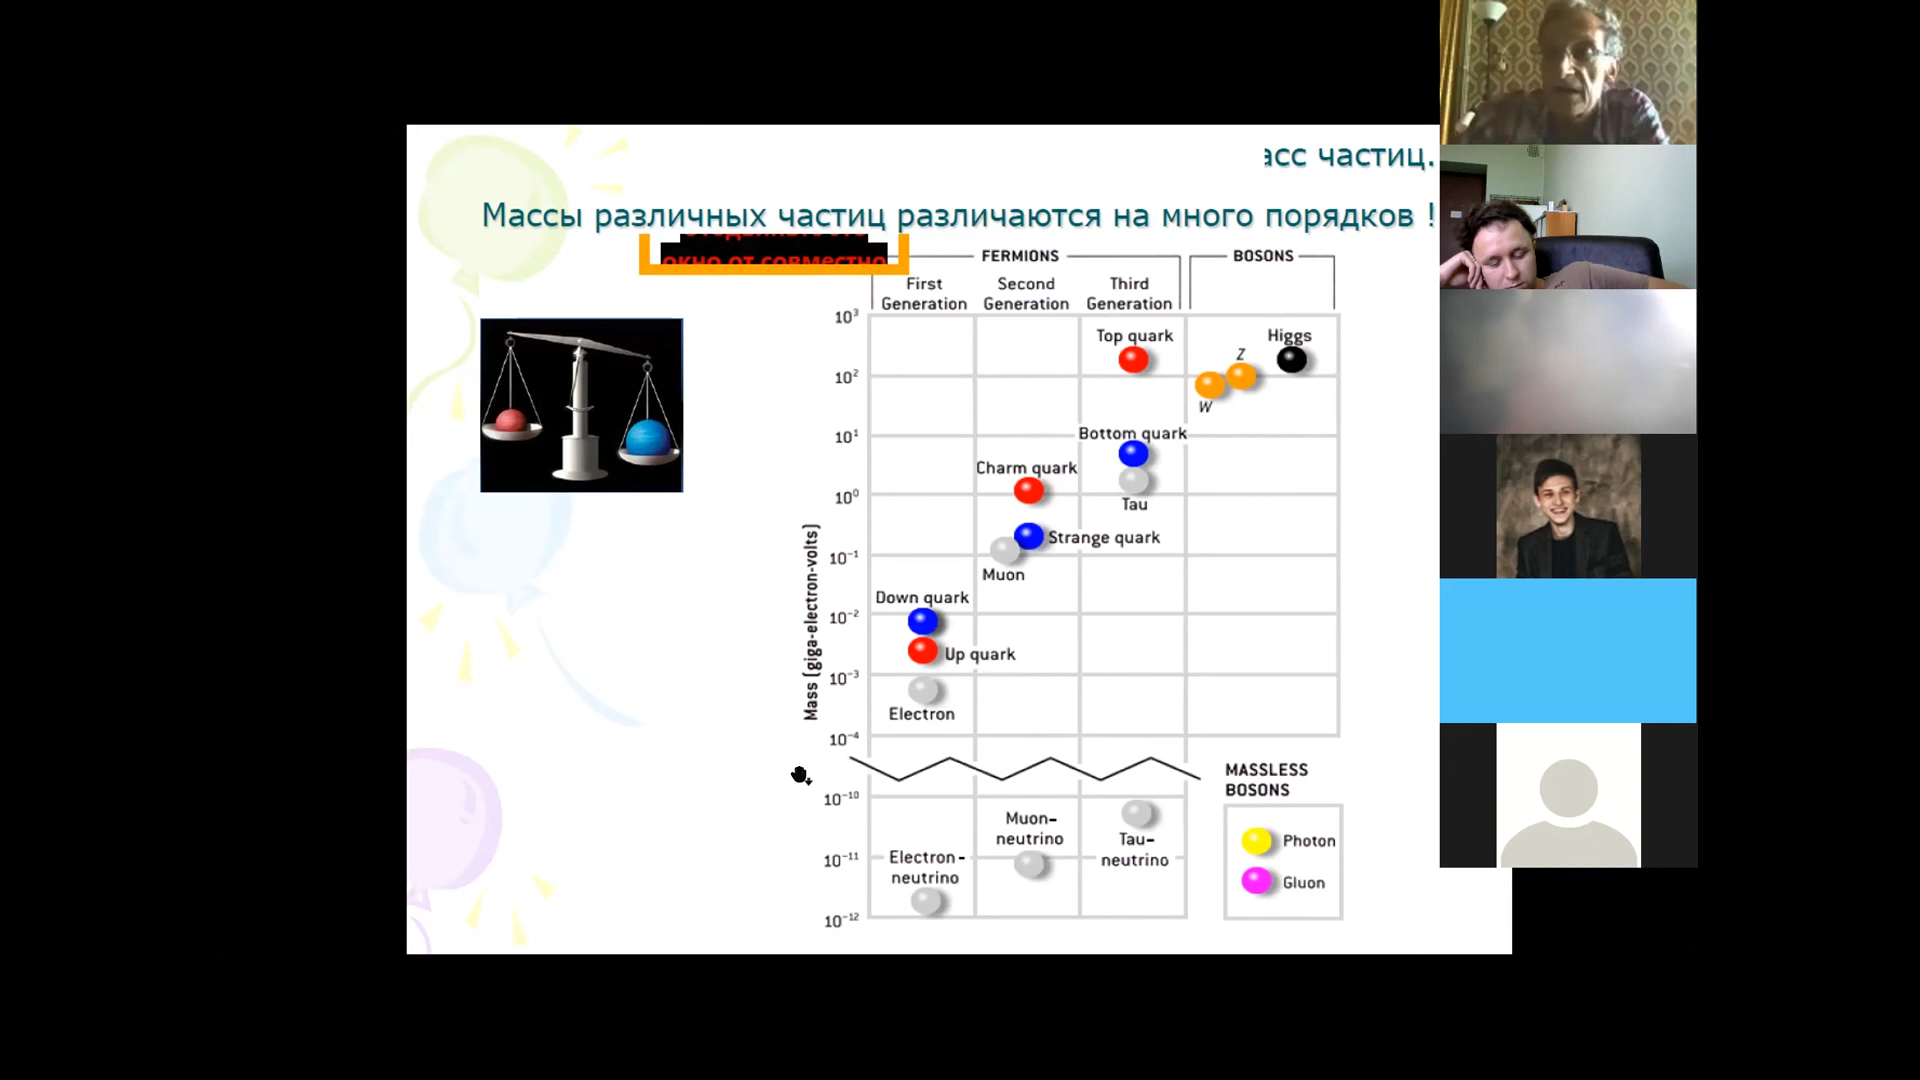 асс частиц.
Массы различных частиц различаются на много порядков !
окно от совместно
FERMIONS
BOSONS
First Generation
Second Generation
Third Generation
Mass (giga-electron-volts)
10³
10²
10¹
10⁰
10⁻¹
10⁻²
10⁻³
10⁻⁴
10⁻¹⁰
10⁻¹¹
10⁻¹²
Top quark
Higgs
Z
W
Bottom quark
Charm quark
Tau
Strange quark
Muon
Down quark
Up quark
Electron
MASSLESS
BOSONS
Muon-
neutrino
Tau-
neutrino
Electron-
neutrino
Photon
Gluon